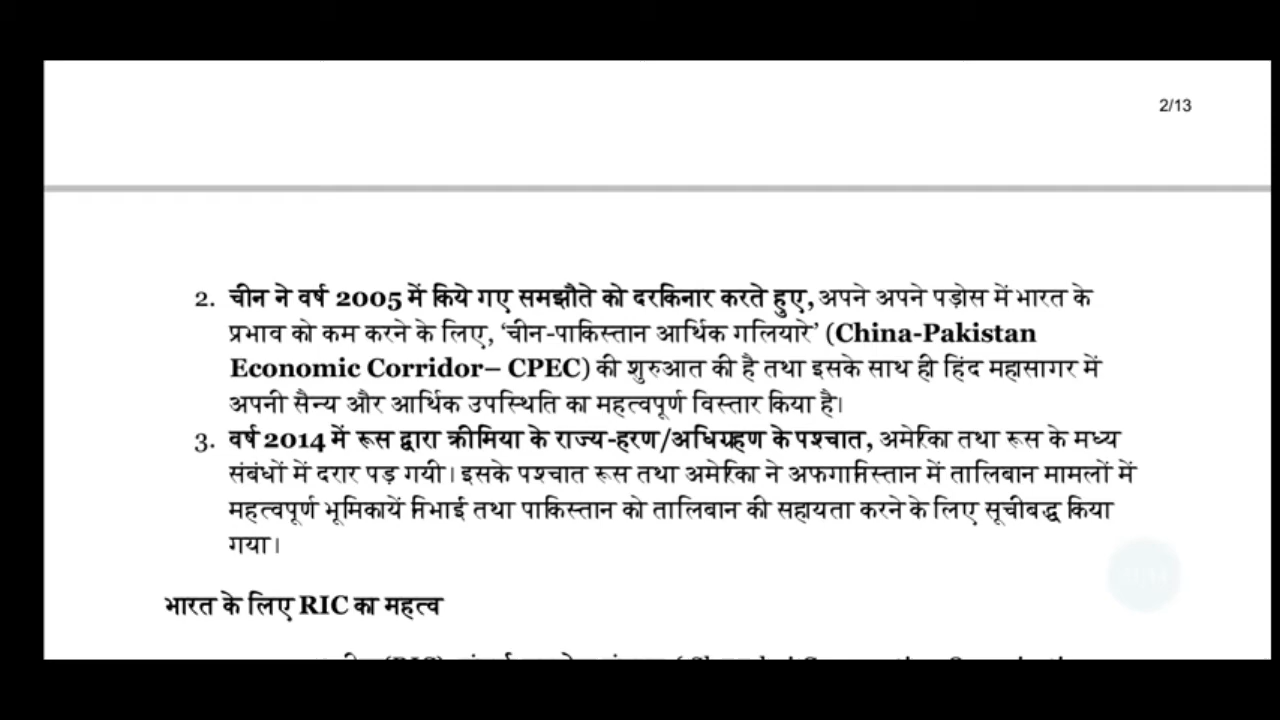 2/13
2. चीन ने वर्ष 2005 में किये गए समझौते को दरकिनार करते हुए, अपने अपने पड़ोस में भारत के
प्रभाव को कम करने के लिए, ‘चीन-पाकिस्तान आर्थिक गलियारे’ (China-Pakistan
Economic Corridor– CPEC) की शुरुआत की है तथा इसके साथ ही हिंद महासागर में
अपनी सैन्य और आर्थिक उपस्थिति का महत्वपूर्ण विस्तार किया है।
3. वर्ष 2014 में रूस द्वारा क्रीमिया के राज्य-हरण/अधिग्रहण के पश्चात, अमेरिका तथा रूस के मध्य
संबंधों में दरार पड़ गयी। इसके पश्चात रूस तथा अमेरिका ने अफगानिस्तान में तालिबान मामलों में
महत्वपूर्ण भूमिकायें निभाई तथा पाकिस्तान को तालिबान की सहायता करने के लिए सूचीबद्ध किया
गया।
भारत के लिए RIC का महत्व